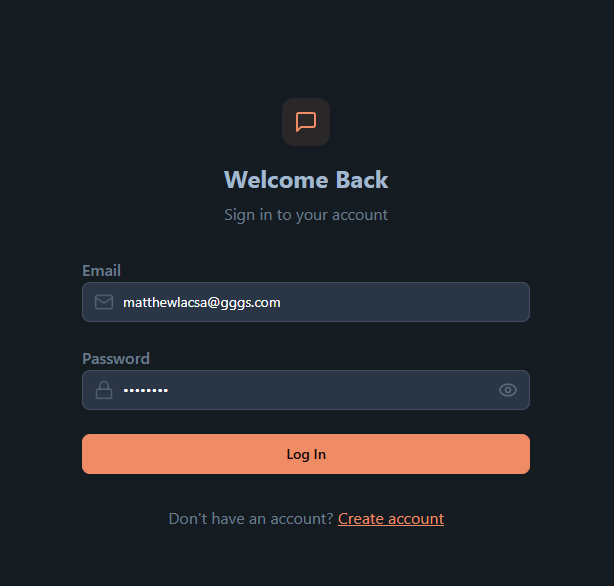 Welcome Back
Sign in to your account
Email
matthewlacsa@gggs.com
Password
••••••••
Log In
Don't have an account? Create account